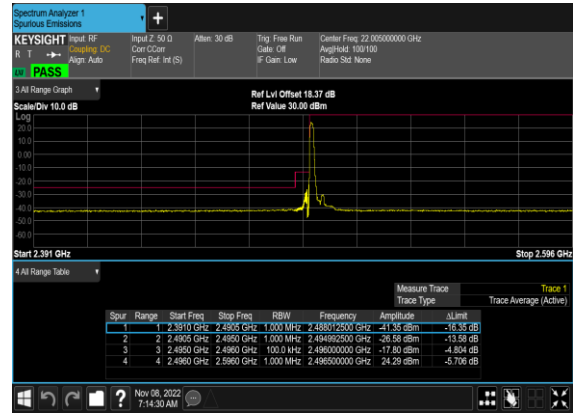 Spectrum Analyzer 1
Spurious Emissions
+
KEYSIGHT Input: RF Input Z: 50 Ω Atten: 30 dB Trig: Free Run Center Freq: 22.005000000 GHz
R T Coupling: DC Corr CCorr Gate: Off Avg|Hold: 100/100
Align: Auto Freq Ref: Int (S) IF Gain: Low Radio Std: None
PASS
3 All Range Graph
Ref Lvl Offset 18.37 dB
Scale/Div 10.0 dB Ref Value 30.00 dBm
Log
20.0
10.0
0.00
-10.0
-20.0
-30.0
-40.0
-50.0
-60.0
Start 2.391 GHz Stop 2.596 GHz
4 All Range Table
Measure Trace Trace 1
Trace Type Trace Average (Active)
Spur Range Start Freq Stop Freq RBW Frequency Amplitude ΔLimit
1 1 2.3910 GHz 2.4905 GHz 1.000 MHz 2.488012500 GHz -41.35 dBm -16.35 dB
2 2 2.4905 GHz 2.4950 GHz 1.000 MHz 2.494992500 GHz -26.58 dBm -13.58 dB
3 3 2.4950 GHz 2.4960 GHz 100.0 kHz 2.496000000 GHz -17.80 dBm -4.804 dB
4 4 2.4960 GHz 2.5960 GHz 1.000 MHz 2.496500000 GHz 24.29 dBm -5.706 dB
?
Nov 08, 2022
7:14:30 AM